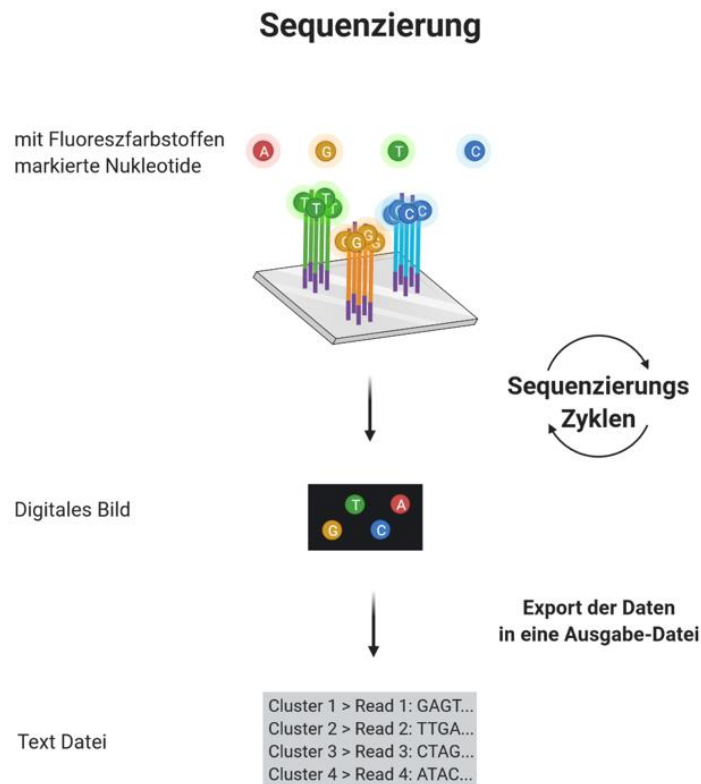 Sequenzierung
mit Fluoreszfarbstoffen
markierte Nukleotide
A G T C
T T T T
G G G G
C C C
Sequenzierungs
Zyklen
Digitales Bild
T A
G C
Export der Daten
in eine Ausgabe-Datei
Text Datei
Cluster 1 > Read 1: GAGT...
Cluster 2 > Read 2: TTGA...
Cluster 3 > Read 3: CTAG...
Cluster 4 > Read 4: ATAC...